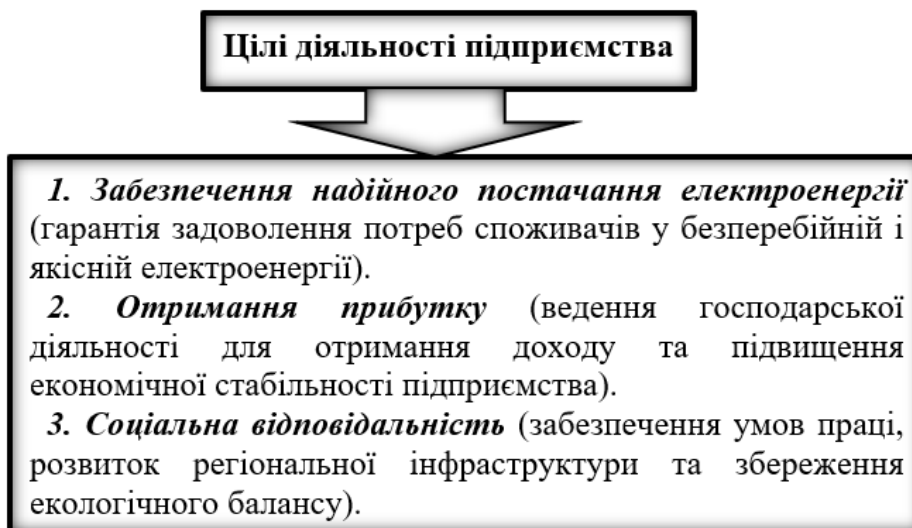 Цілі діяльності підприємства
1. Забезпечення надійного постачання електроенергії
(гарантія задоволення потреб споживачів у безперебійній і
якісній електроенергії).
2. Отримання прибутку (ведення господарської
діяльності для отримання доходу та підвищення
економічної стабільності підприємства).
3. Соціальна відповідальність (забезпечення умов праці,
розвиток регіональної інфраструктури та збереження
екологічного балансу).